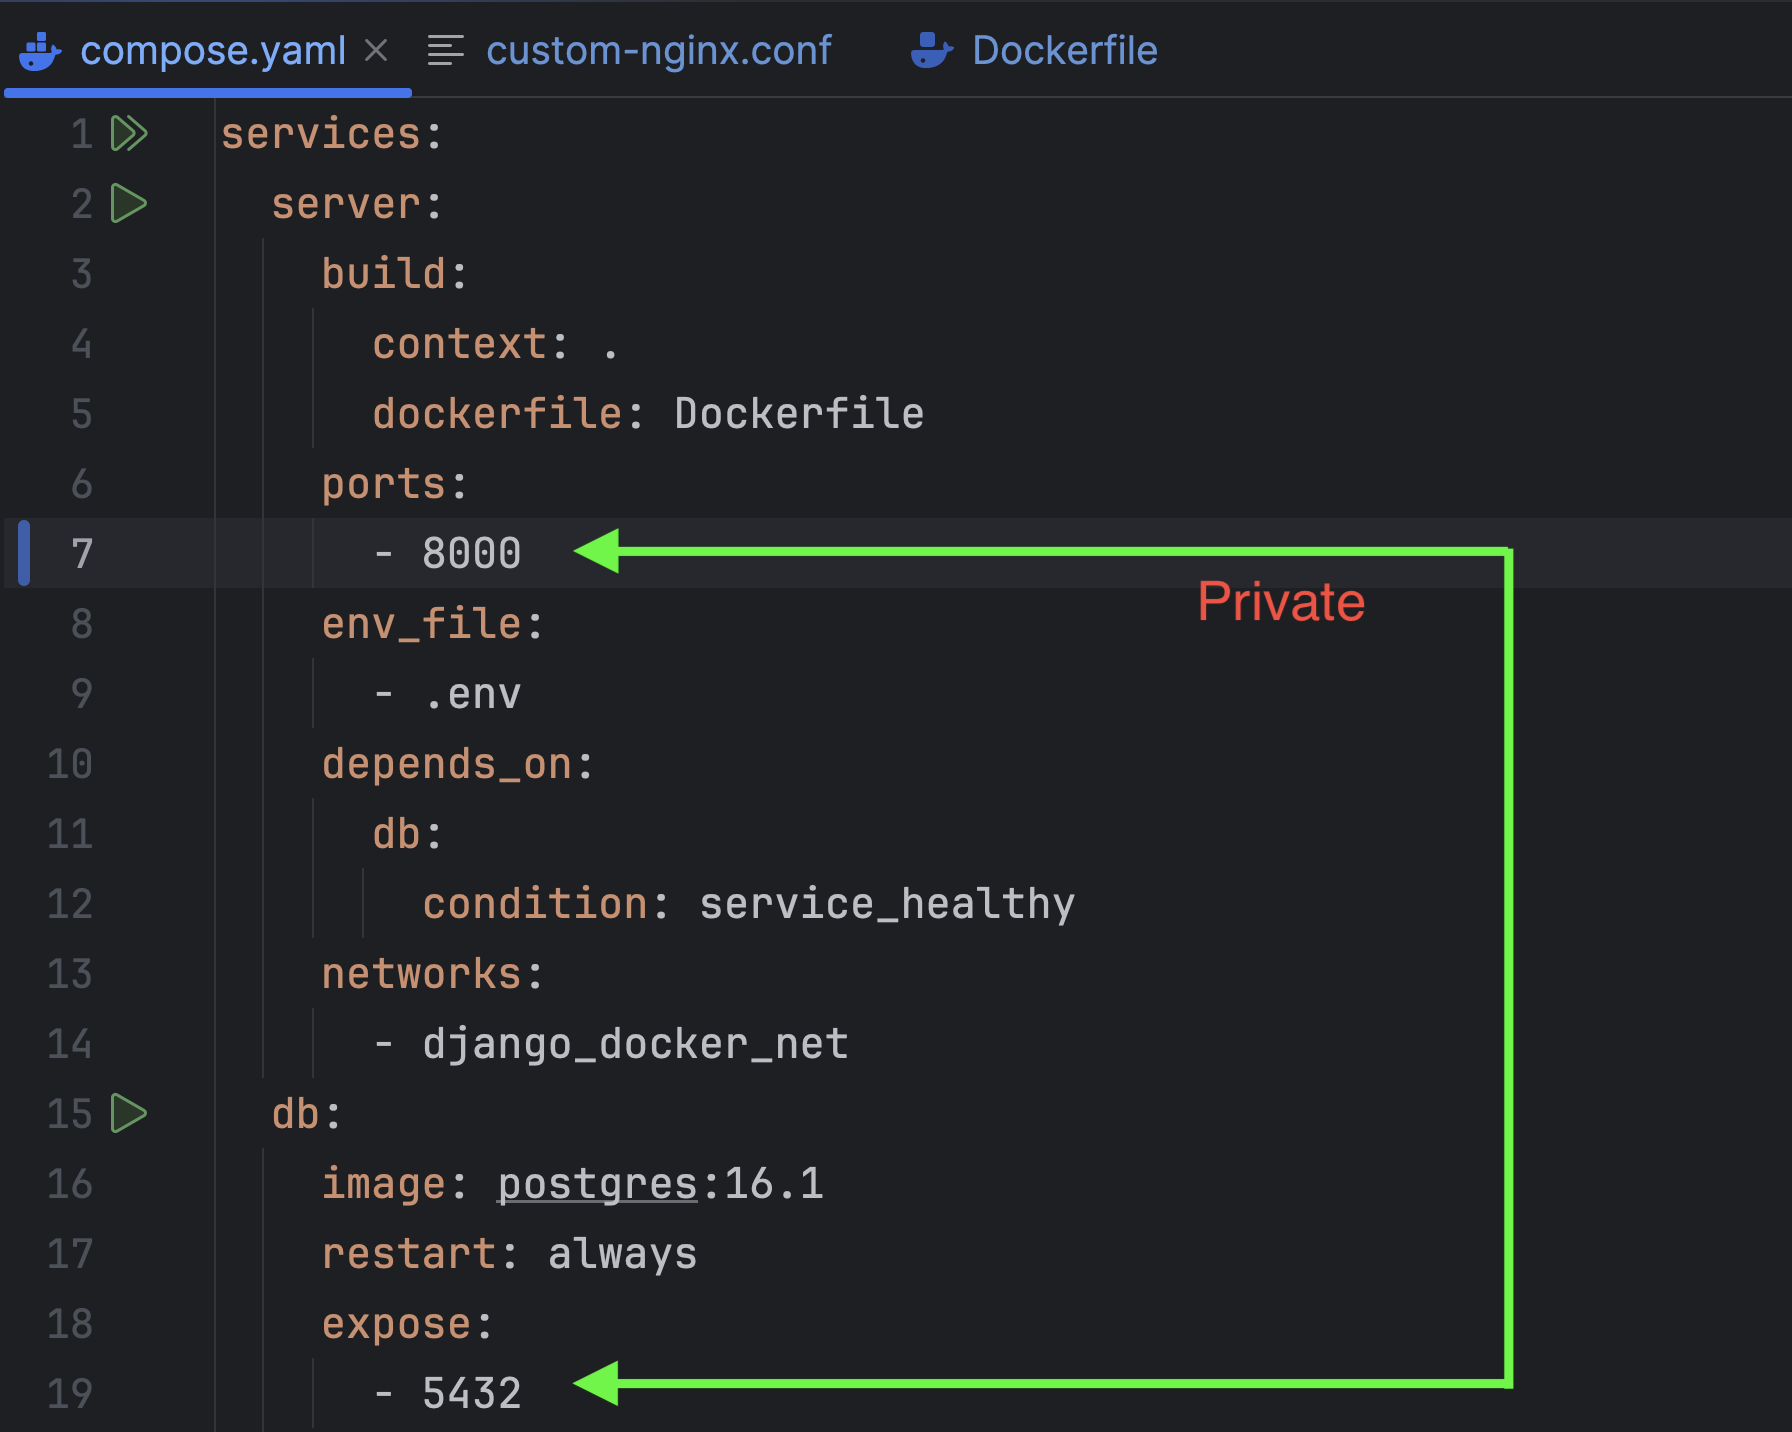 compose.yaml custom-nginx.conf Dockerfile
1 services:
2 server:
3 build:
4 context: .
5 dockerfile: Dockerfile
6 ports:
7 - 8000
Private
8 env_file:
9 - .env
10 depends_on:
11 db:
12 condition: service_healthy
13 networks:
14 - django_docker_net
15 db:
16 image: postgres:16.1
17 restart: always
18 expose:
19 - 5432